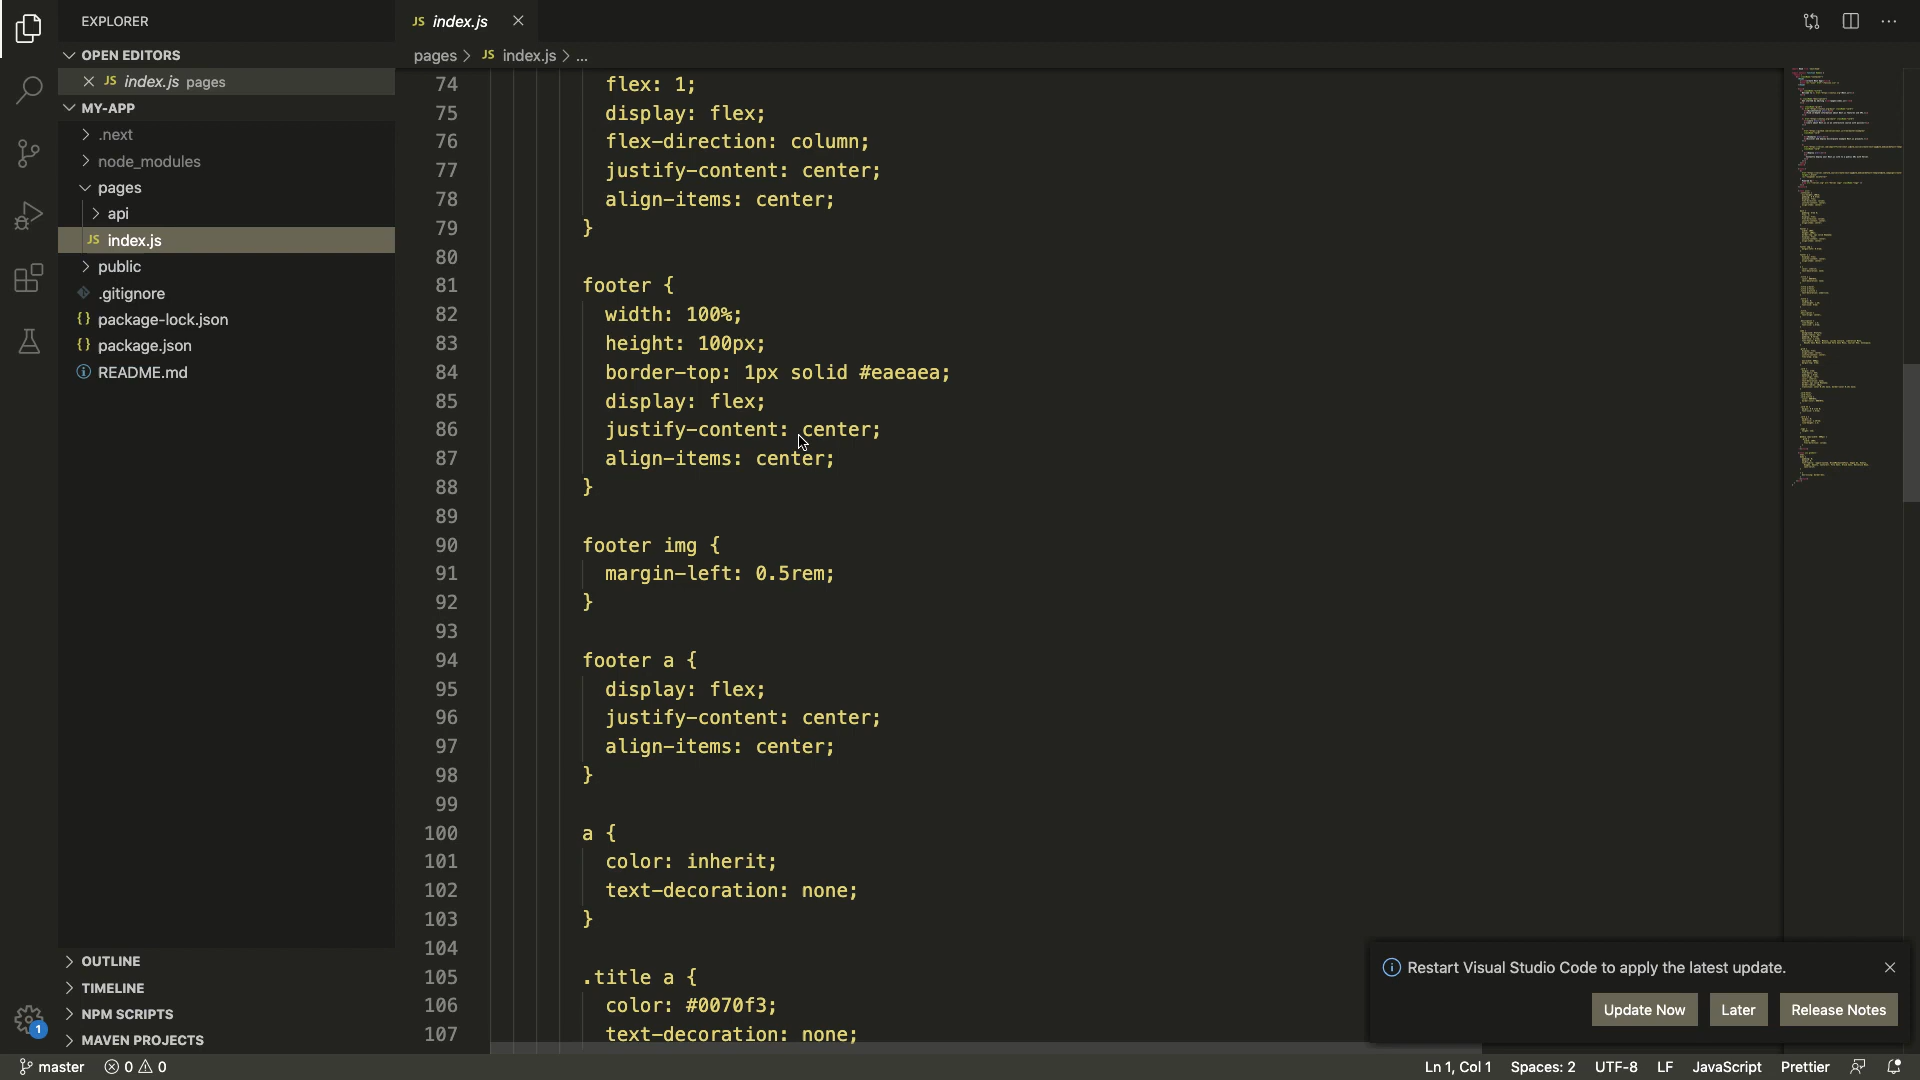 EXPLORER
OPEN EDITORS
JS index.js pages
MY-APP
.next
node_modules
pages
api
JS index.js
public
.gitignore
{} package-lock.json
{} package.json
README.md
OUTLINE
TIMELINE
NPM SCRIPTS
MAVEN PROJECTS
1
JS index.js
pages > JS index.js > ...
74 flex: 1;
75 display: flex;
76 flex-direction: column;
77 justify-content: center;
78 align-items: center;
79 }
80
81 footer {
82 width: 100%;
83 height: 100px;
84 border-top: 1px solid #eaeaea;
85 display: flex;
86 justify-content: center;
87 align-items: center;
88 }
89
90 footer img {
91 margin-left: 0.5rem;
92 }
93
94 footer a {
95 display: flex;
96 justify-content: center;
97 align-items: center;
98 }
99
100 a {
101 color: inherit;
102 text-decoration: none;
103 }
104
105 .title a {
106 color: #0070f3;
107 text-decoration: none;
Restart Visual Studio Code to apply the latest update.
Update Now Later Release Notes
master 0 0 Ln 1, Col 1 Spaces: 2 UTF-8 LF JavaScript Prettier